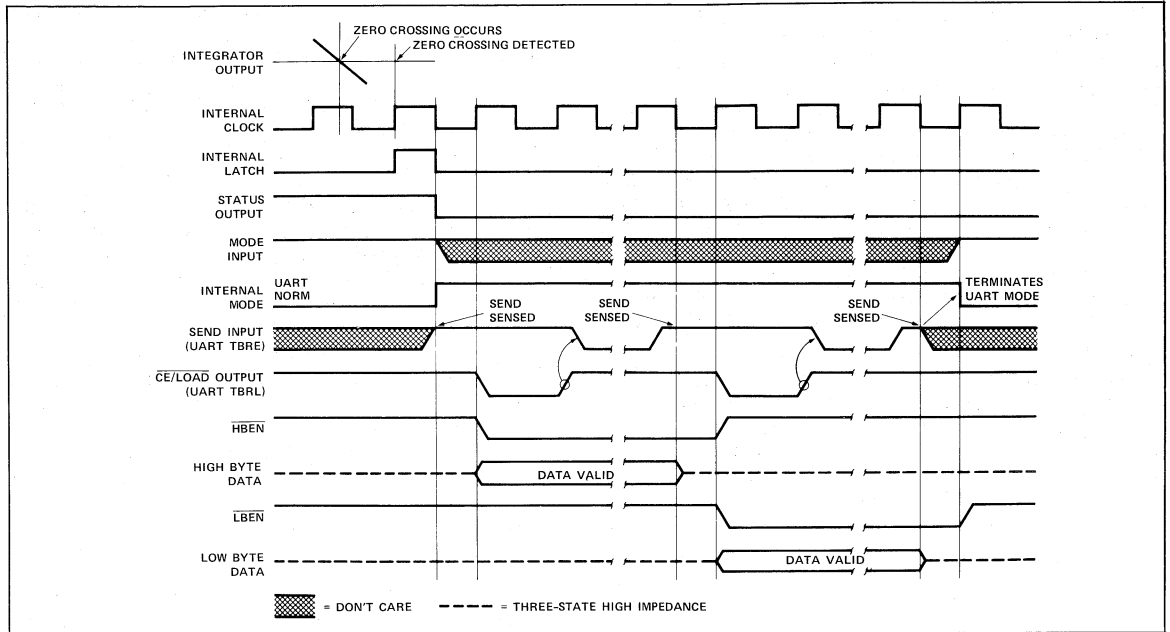 ZERO CROSSING OCCURS
ZERO CROSSING DETECTED
INTEGRATOR
OUTPUT
INTERNAL
CLOCK
INTERNAL
LATCH
STATUS
OUTPUT
MODE
INPUT
UART
INTERNAL
NORM
MODE
SEND
SENSED
SEND
SENSED
SEND
SENSED
TERMINATES
UART MODE
SEND INPUT
(UART TBRE)
CE/LOAD OUTPUT
(UART TBRL)
HBEN
HIGH BYTE
DATA
DATA VALID
LBEN
LOW BYTE
DATA
DATA VALID
= DON'T CARE
= THREE-STATE HIGH IMPEDANCE